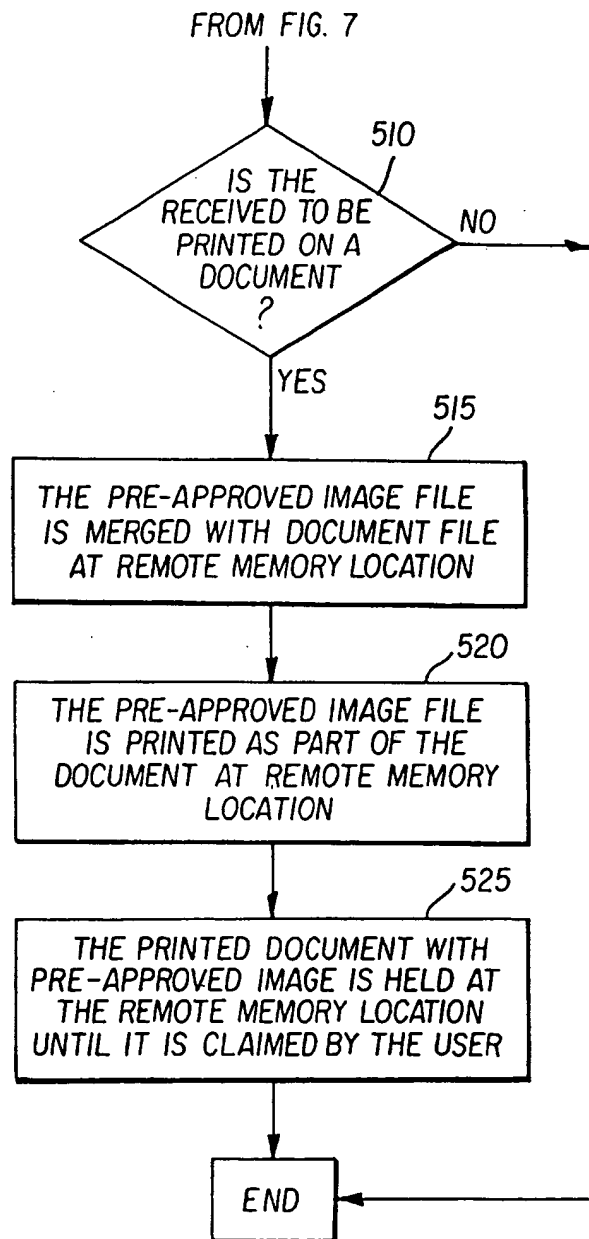 FROM FIG. 7
510
IS THE
RECEIVED TO BE
PRINTED ON A
DOCUMENT
?
NO
YES
515
THE PRE-APPROVED IMAGE FILE
IS MERGED WITH DOCUMENT FILE
AT REMOTE MEMORY LOCATION
520
THE PRE-APPROVED IMAGE FILE
IS PRINTED AS PART OF THE
DOCUMENT AT REMOTE MEMORY
LOCATION
525
THE PRINTED DOCUMENT WITH
PRE-APPROVED IMAGE IS HELD AT
THE REMOTE MEMORY LOCATION
UNTIL IT IS CLAIMED BY THE USER
END